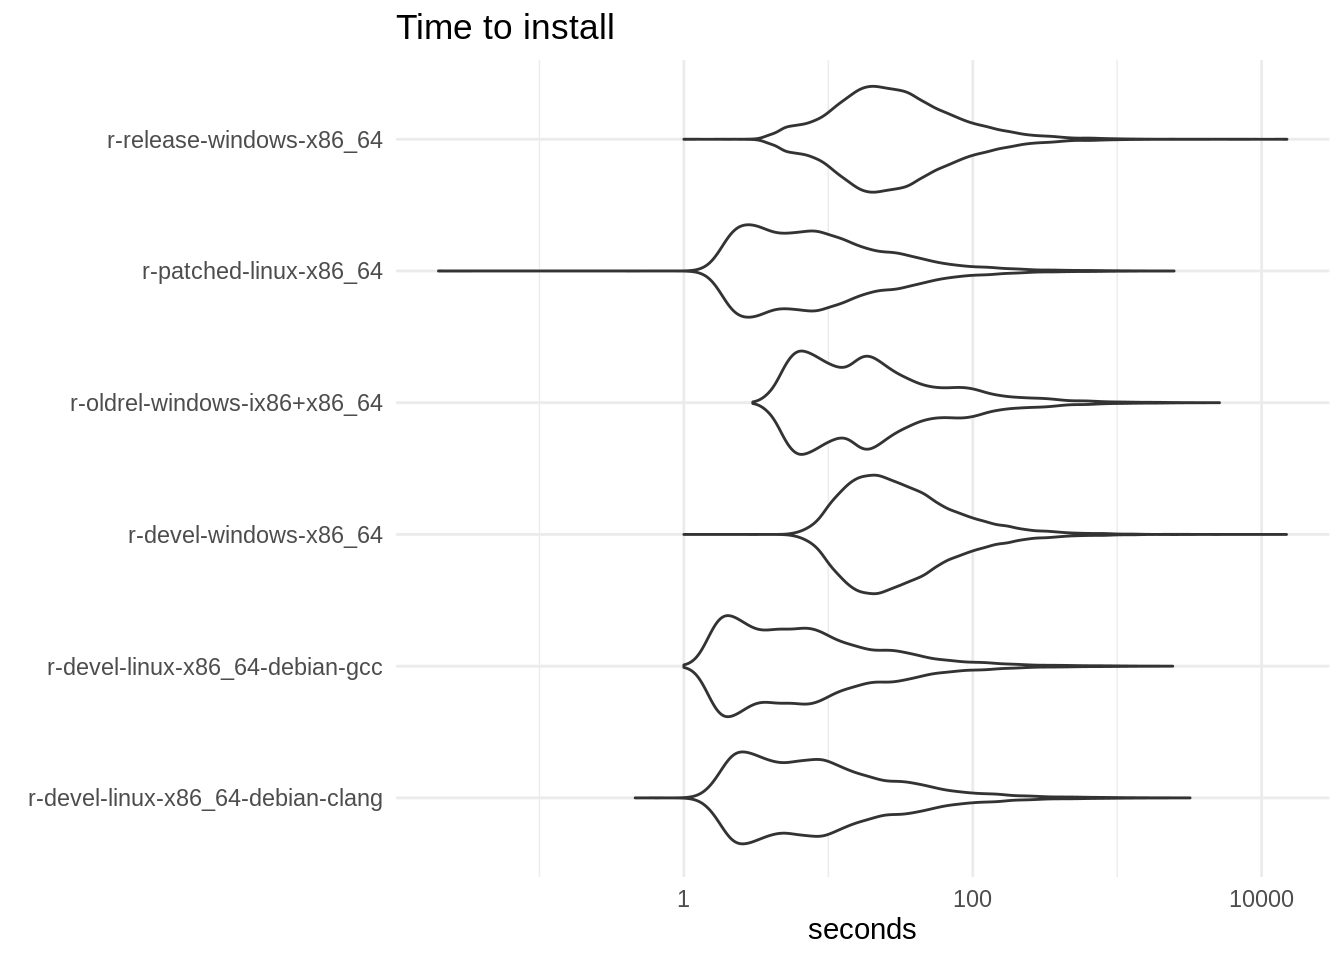 Time to install
r-release-windows-x86_64
r-patched-linux-x86_64
r-oldrel-windows-ix86+x86_64
r-devel-windows-x86_64
r-devel-linux-x86_64-debian-gcc
r-devel-linux-x86_64-debian-clang
1 100 10000
seconds